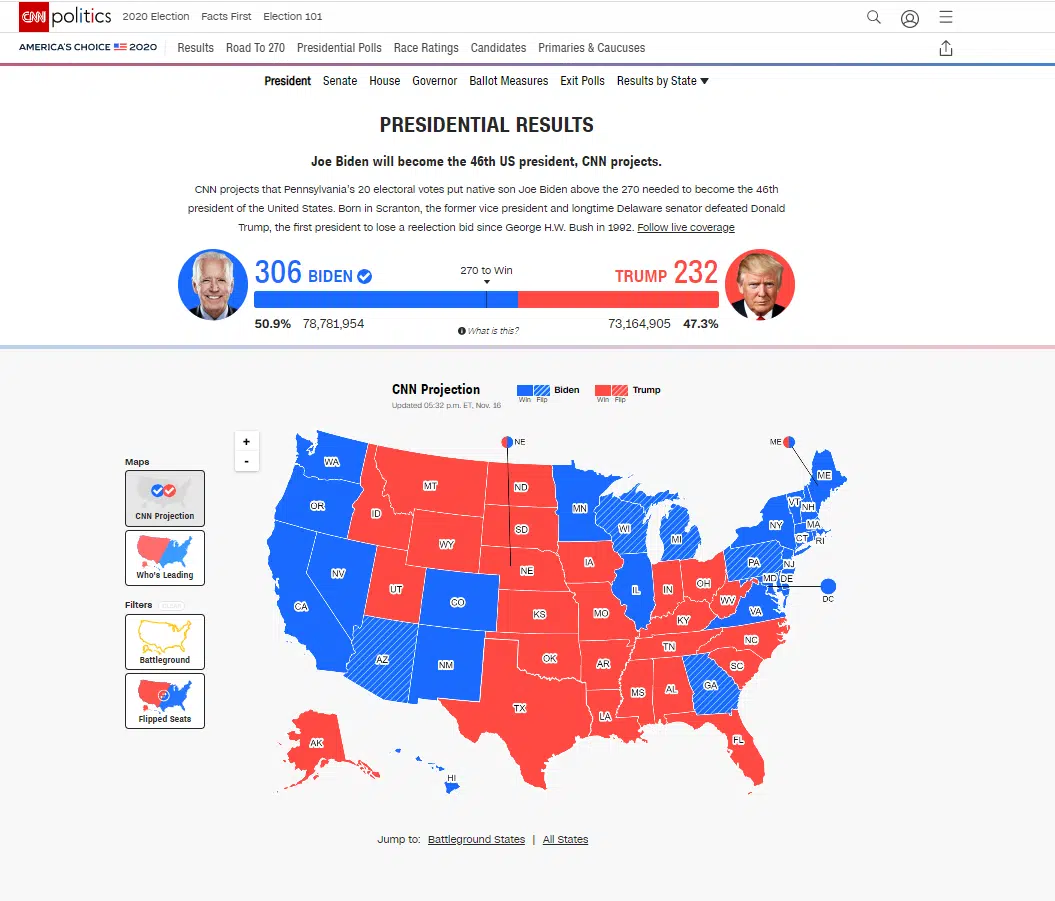 CNN politics 2020 Election Facts First Election 101
AMERICA'S CHOICE 2020 Results Road To 270 Presidential Polls Race Ratings Candidates Primaries & Caucuses
President Senate House Governor Ballot Measures Exit Polls Results by State
PRESIDENTIAL RESULTS
Joe Biden will become the 46th US president, CNN projects.
CNN projects that Pennsylvania's 20 electoral votes put native son Joe Biden above the 270 needed to become the 46th
president of the United States. Born in Scranton, the former vice president and longtime Delaware senator defeated Donald
Trump, the first president to lose a reelection bid since George H.W. Bush in 1992. Follow live coverage
306 BIDEN 270 to Win TRUMP 232
50.9% 78,781,954 What is this? 73,164,905 47.3%
CNN Projection Biden Trump
Updated 05:32 p.m. ET, Nov. 16 Win Flip Win Flip
+
-
Maps
CNN Projection
Who's Leading
Filters
Battleground
Flipped Seats
NE ME
WA MT ND MN ME
OR ID SD WI VT NH
WY MI NY MA
CT RI
NV UT NE IA PA NJ
CA CO IL IN OH MD DE
KS MO WV VA DC
KY
AZ NM OK AR TN NC
TX MS AL GA SC
LA FL
AK HI
Jump to: Battleground States | All States